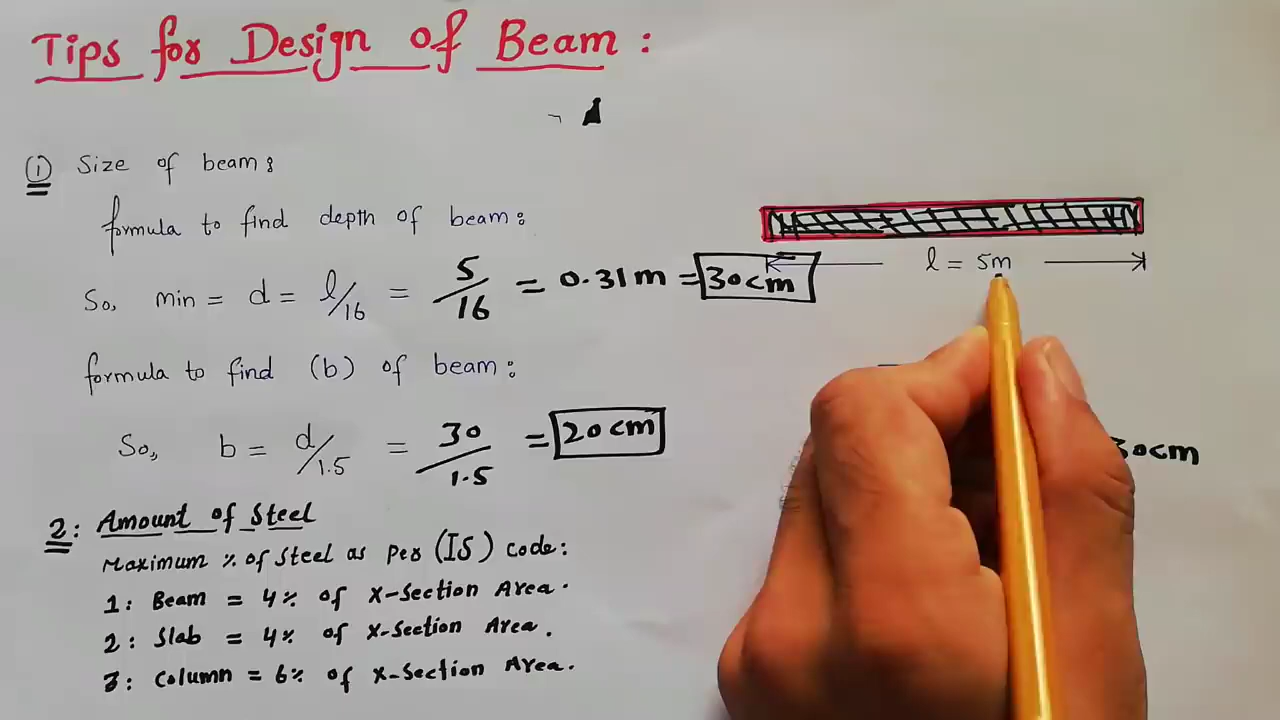 Tips for Design of Beam :
① Size of beam :
formula to find depth of beam :
So, min = d = l/16 = 5/16 = 0.31m = 30cm
l = 5m
formula to find (b) of beam :
So, b = d/1.5 = 30/1.5 = 20cm
30cm
2: Amount of Steel
Maximum % of Steel as Per (IS) Code:
1: Beam = 4% of X-Section Area.
2: Slab = 4% of X-Section Area.
3: Column = 6% of X-Section Area.